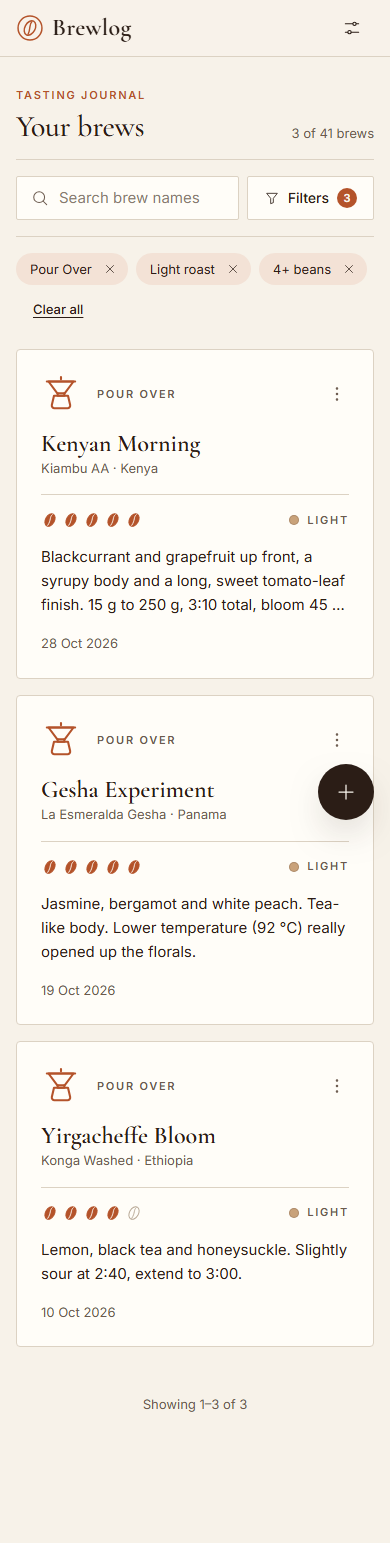 Brewlog
TASTING JOURNAL
Your brews
3 of 41 brews
Search brew names
Filters 3
Pour Over
Light roast
4+ beans
Clear all
POUR OVER
Kenyan Morning
Kiambu AA · Kenya
LIGHT
Blackcurrant and grapefruit up front, a
syrupy body and a long, sweet tomato-leaf
finish. 15 g to 250 g, 3:10 total, bloom 45 …
28 Oct 2026
POUR OVER
Gesha Experiment
La Esmeralda Gesha · Panama
LIGHT
Jasmine, bergamot and white peach. Tea-
like body. Lower temperature (92 °C) really
opened up the florals.
19 Oct 2026
POUR OVER
Yirgacheffe Bloom
Konga Washed · Ethiopia
LIGHT
Lemon, black tea and honeysuckle. Slightly
sour at 2:40, extend to 3:00.
10 Oct 2026
Showing 1–3 of 3